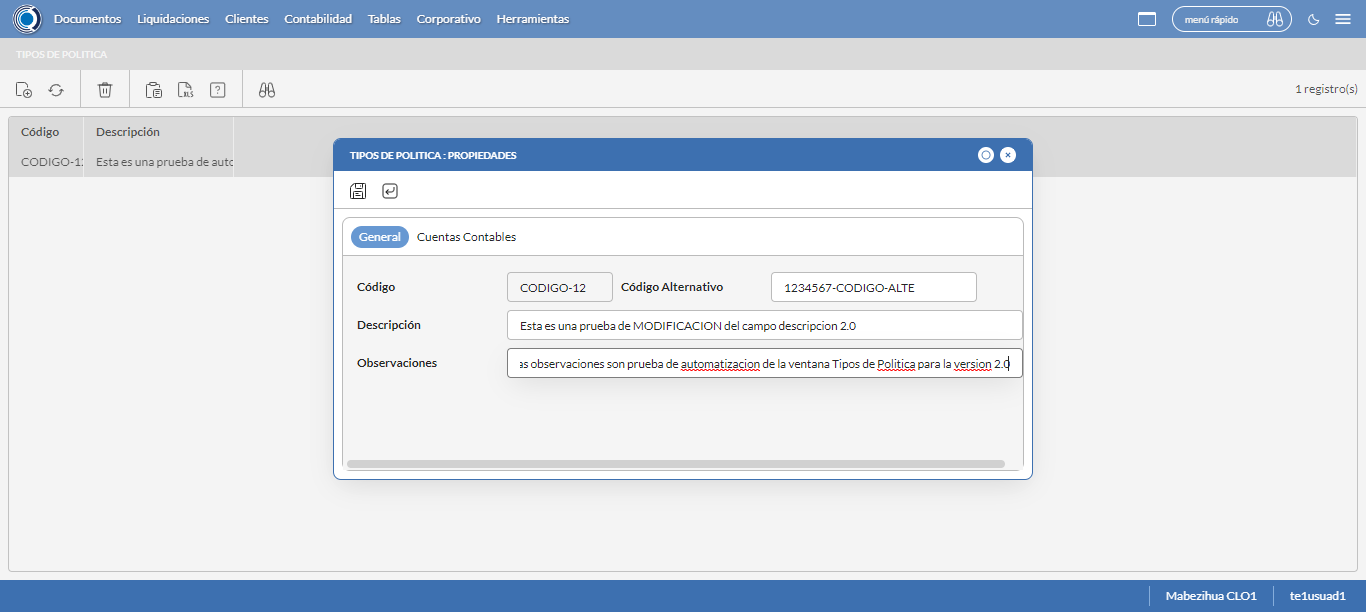 Documentos Liquidaciones Clientes Contabilidad Tablas Corporativo Herramientas menú rápido
TIPOS DE POLITICA
XLS ? 1 registro(s)
Código Descripción
CODIGO-12 Esta es una prueba de auto
TIPOS DE POLITICA : PROPIEDADES
General Cuentas Contables
Código CODIGO-12 Código Alternativo 1234567-CODIGO-ALTE
Descripción Esta es una prueba de MODIFICACION del campo descripcion 2.0
Observaciones as observaciones son prueba de automatizacion de la ventana Tipos de Politica para la version 2.0
Mabezihua CLO1 te1usuad1